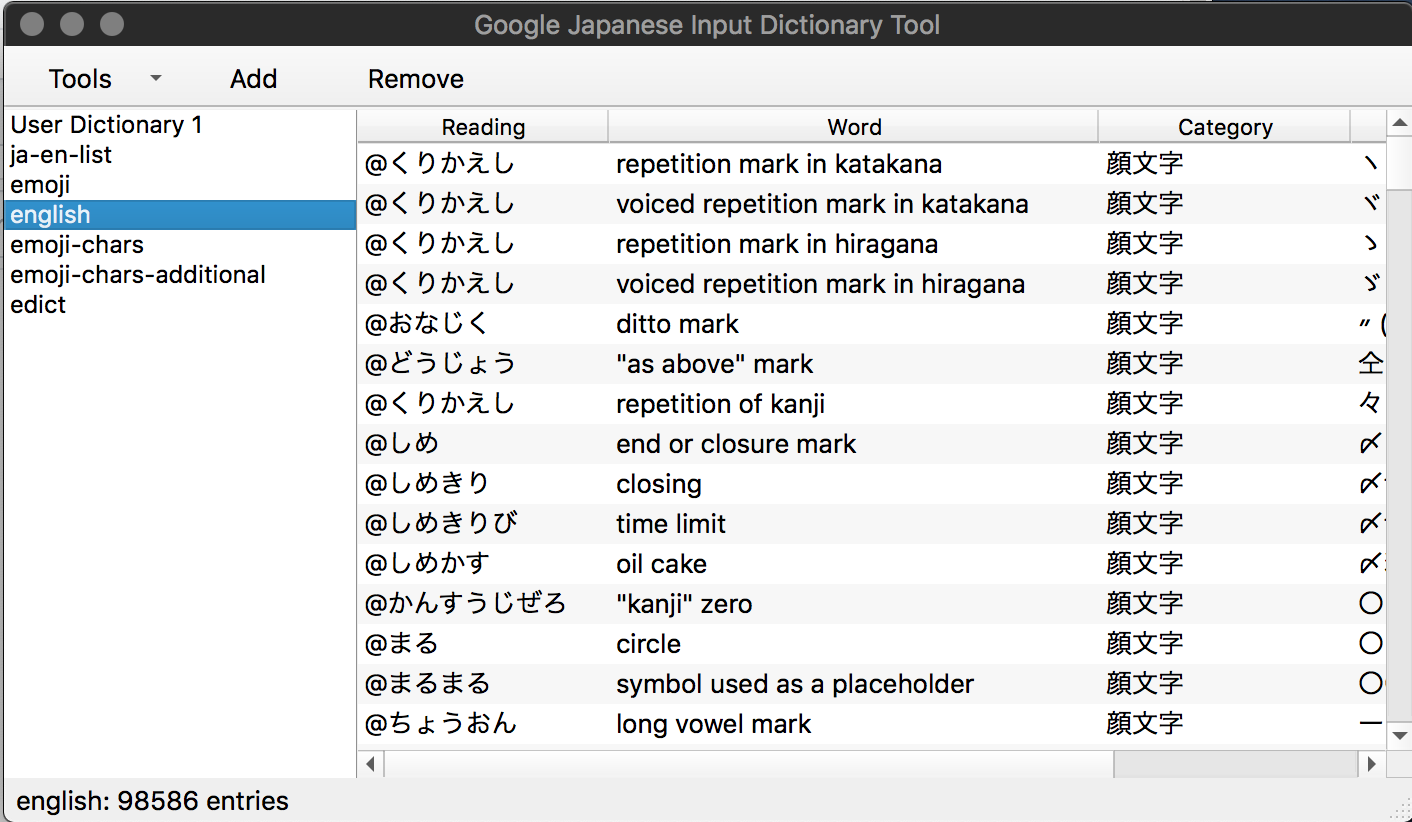 Google Japanese Input Dictionary Tool
Tools Add Remove
User Dictionary 1
ja-en-list
emoji
english
emoji-chars
emoji-chars-additional
edict
Reading Word Category
@くりかえし repetition mark in katakana 顔文字 ヽ
@くりかえし voiced repetition mark in katakana 顔文字 ヾ
@くりかえし repetition mark in hiragana 顔文字 ゝ
@くりかえし voiced repetition mark in hiragana 顔文字 ゞ
@おなじく ditto mark 顔文字 〃 (
@どうじょう "as above" mark 顔文字 仝
@くりかえし repetition of kanji 顔文字 々
@しめ end or closure mark 顔文字 〆
@しめきり closing 顔文字 〆
@しめきりび time limit 顔文字 〆
@しめかす oil cake 顔文字 〆
@かんすうじぜろ "kanji" zero 顔文字 〇
@まる circle 顔文字 〇
@まるまる symbol used as a placeholder 顔文字 〇
@ちょうおん long vowel mark 顔文字 ー
english: 98586 entries